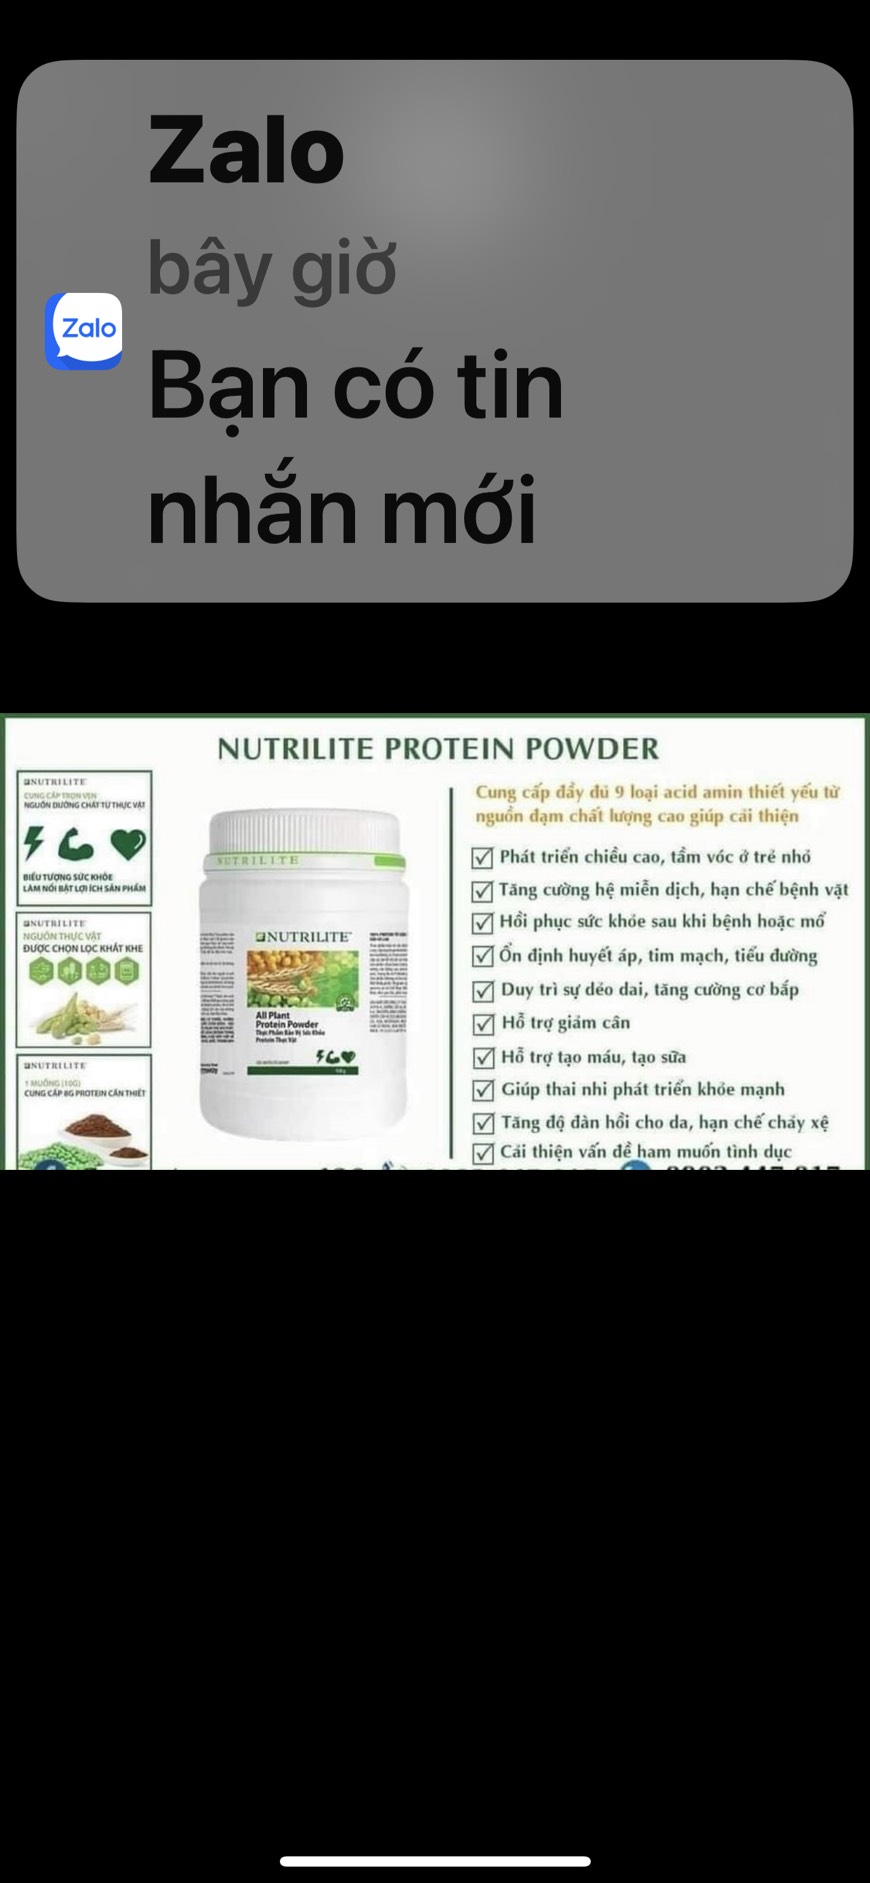 Zalo
bây giờ
Zalo
Bạn có tin
nhắn mới
NUTRILITE PROTEIN POWDER
NUTRILITE
CUNG CẤP TRỌN VẸN
NGUỒN DƯỠNG CHẤT TỪ THỰC VẬT
BIỂU TƯỢNG SỨC KHỎE
LÀM NỔI BẬT LỢI ÍCH SẢN PHẨM
NUTRILITE
NGUỒN THỰC VẬT
ĐƯỢC CHỌN LỌC KHẮT KHE
NUTRILITE
1 MUỖNG (10G)
CUNG CẤP 8G PROTEIN CẦN THIẾT
NUTRILITE
NUTRILITE
All Plant
Protein Powder
Thực Phẩm Bảo Vệ Sức Khỏe
Protein Thực Vật
Cung cấp đầy đủ 9 loại acid amin thiết yếu từ
nguồn đạm chất lượng cao giúp cải thiện
Phát triển chiều cao, tầm vóc ở trẻ nhỏ
Tăng cường hệ miễn dịch, hạn chế bệnh vặt
Hồi phục sức khỏe sau khi bệnh hoặc mổ
Ổn định huyết áp, tim mạch, tiểu đường
Duy trì sự dẻo dai, tăng cường cơ bắp
Hỗ trợ giảm cân
Hỗ trợ tạo máu, tạo sữa
Giúp thai nhi phát triển khỏe mạnh
Tăng độ đàn hồi cho da, hạn chế chảy xệ
Cải thiện vấn đề ham muốn tình dục